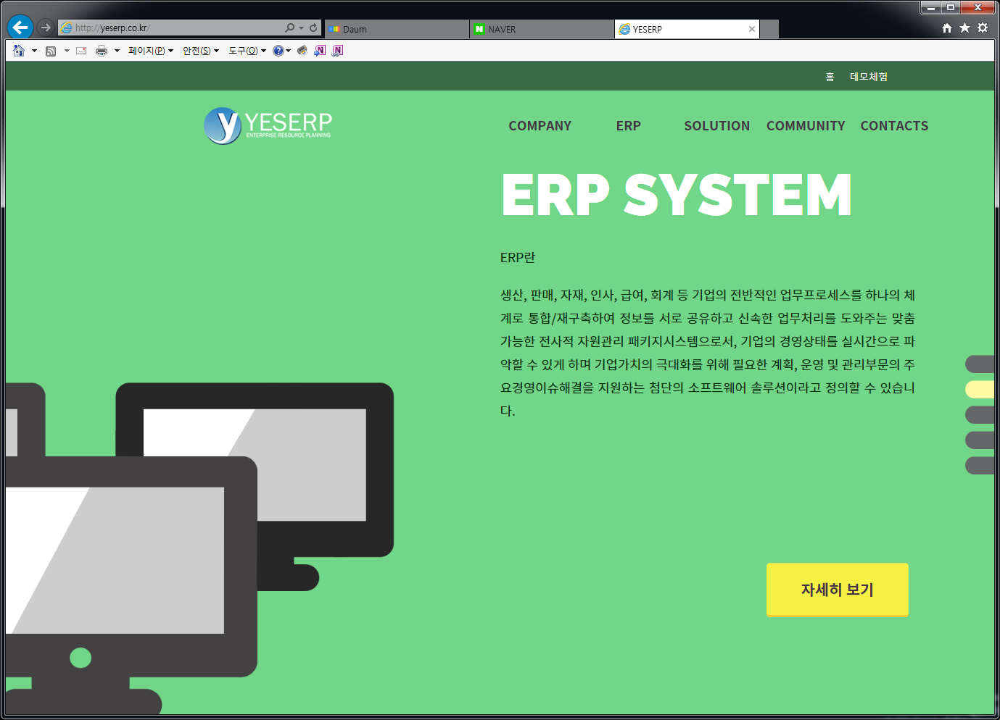 http://yeserp.co.kr/
Daum
NAVER
YESERP
페이지(P)
안전(S)
도구(O)
홈 데모체험
YESERP
ENTERPRISE RESOURCE PLANNING
COMPANY ERP SOLUTION COMMUNITY CONTACTS
ERP SYSTEM
ERP란
생산, 판매, 자재, 인사, 급여, 회계 등 기업의 전반적인 업무프로세스를 하나의 체
계로 통합/재구축하여 정보를 서로 공유하고 신속한 업무처리를 도와주는 맞춤
가능한 전사적 자원관리 패키지시스템으로서, 기업의 경영상태를 실시간으로 파
악할 수 있게 하며 기업가치의 극대화를 위해 필요한 계획, 운영 및 관리부문의 주
요경영이슈해결을 지원하는 첨단의 소프트웨어 솔루션이라고 정의할 수 있습니
다.
자세히 보기